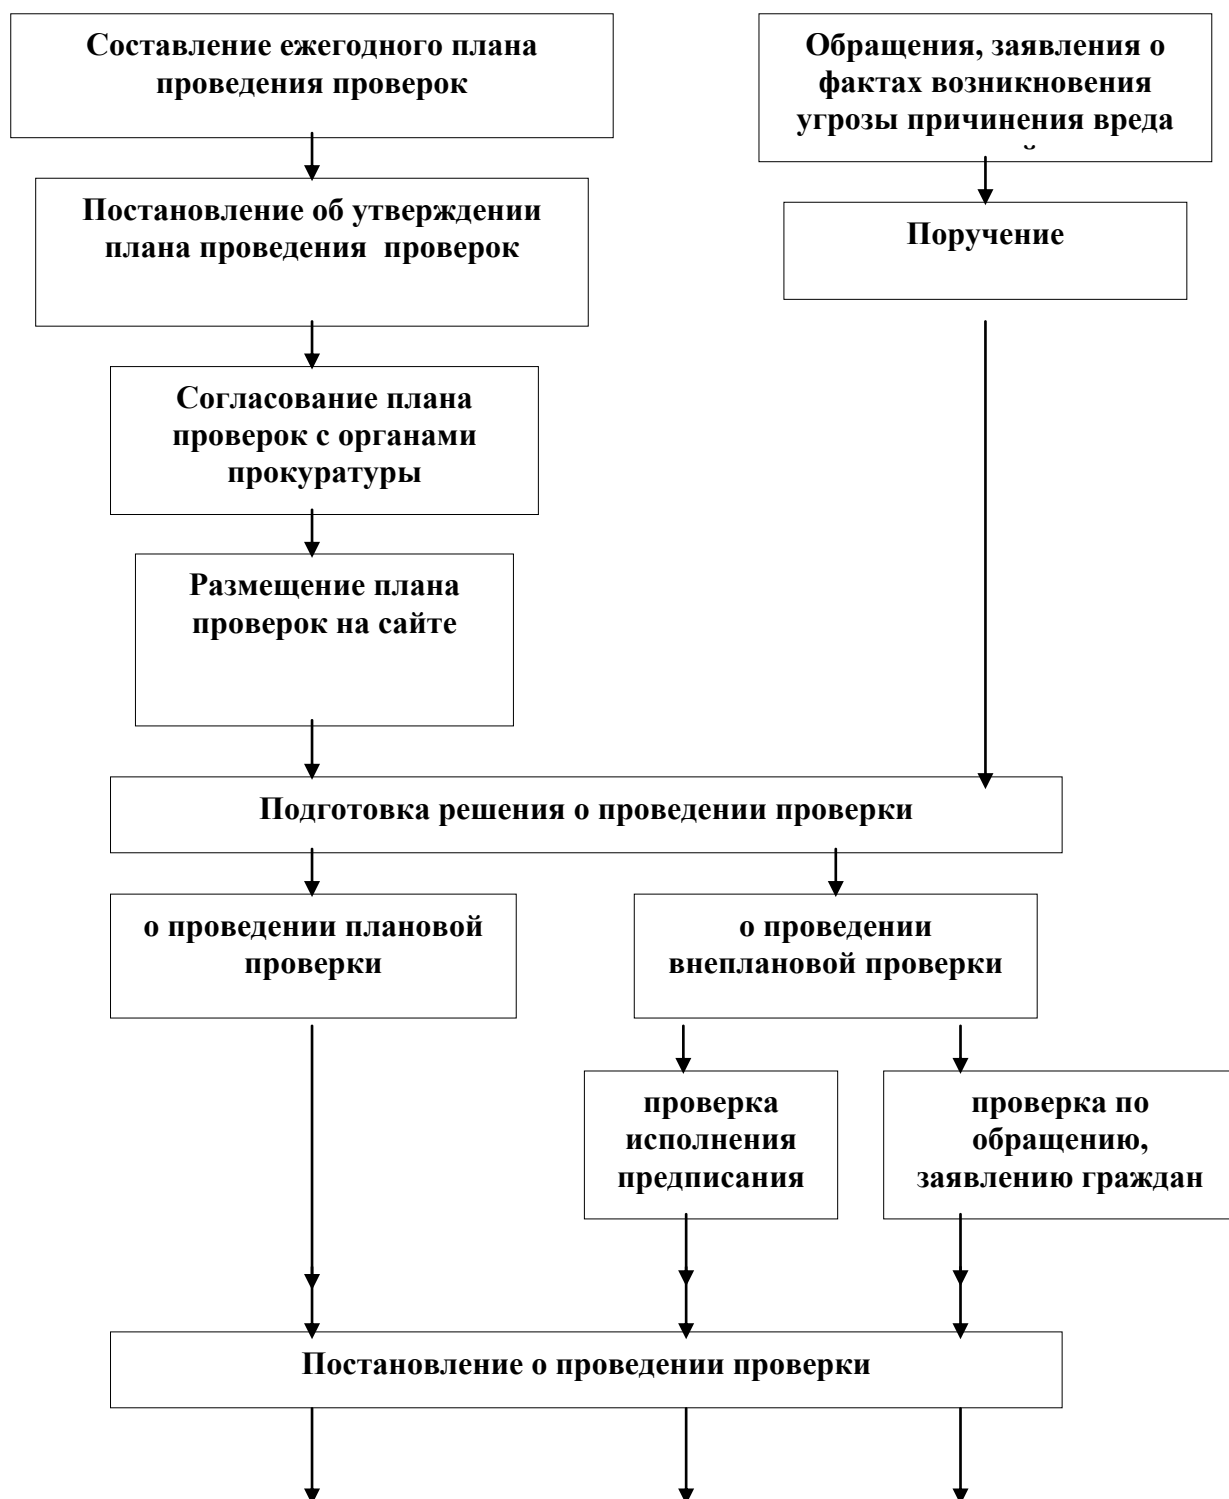 Составление ежегодного плана
проведения проверок
Обращения, заявления о
фактах возникновения
угрозы причинения вреда
Постановление об утверждении
плана проведения  проверок
Поручение
Согласование плана
проверок с органами
прокуратуры
Размещение плана
проверок на сайте
Подготовка решения о проведении проверки
о проведении плановой
проверки
о проведении
внеплановой проверки
проверка
исполнения
предписания
проверка по
обращению,
заявлению граждан
Постановление о проведении проверки